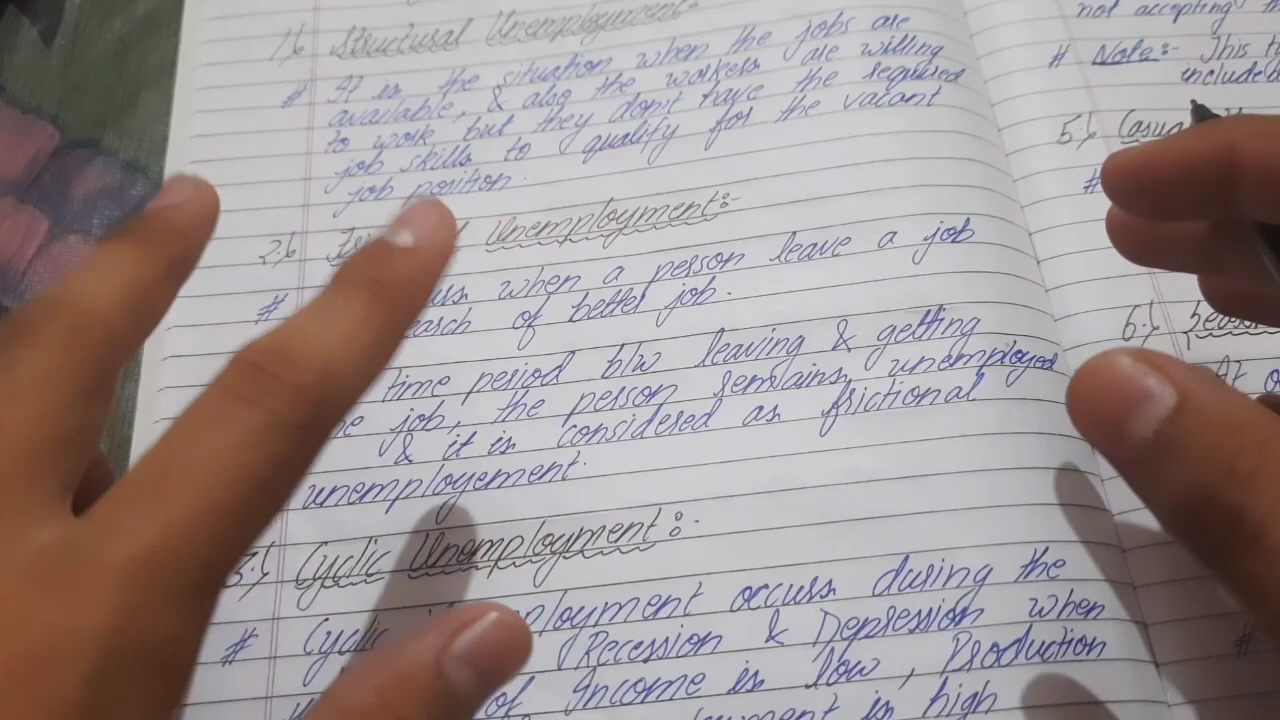 1.} Structural Unemployment:-
# It is the situation when the jobs are
available, & also the workers are willing
to work but they don't have the required
job skills to qualify for the vacant
job position.
2.} Unemployment:-
# when a person leave a job
of better job.
time period b/w leaving & getting
job, the person remains unemployed
& it is considered as frictional
unemployement.
3.} Cyclic Unemployment:-
# Cyclic occurs during the
Recession & Depression when
of Income is low, Production
is high
not accepting
# Note:- This
include
5.}
#
6.}
At
#